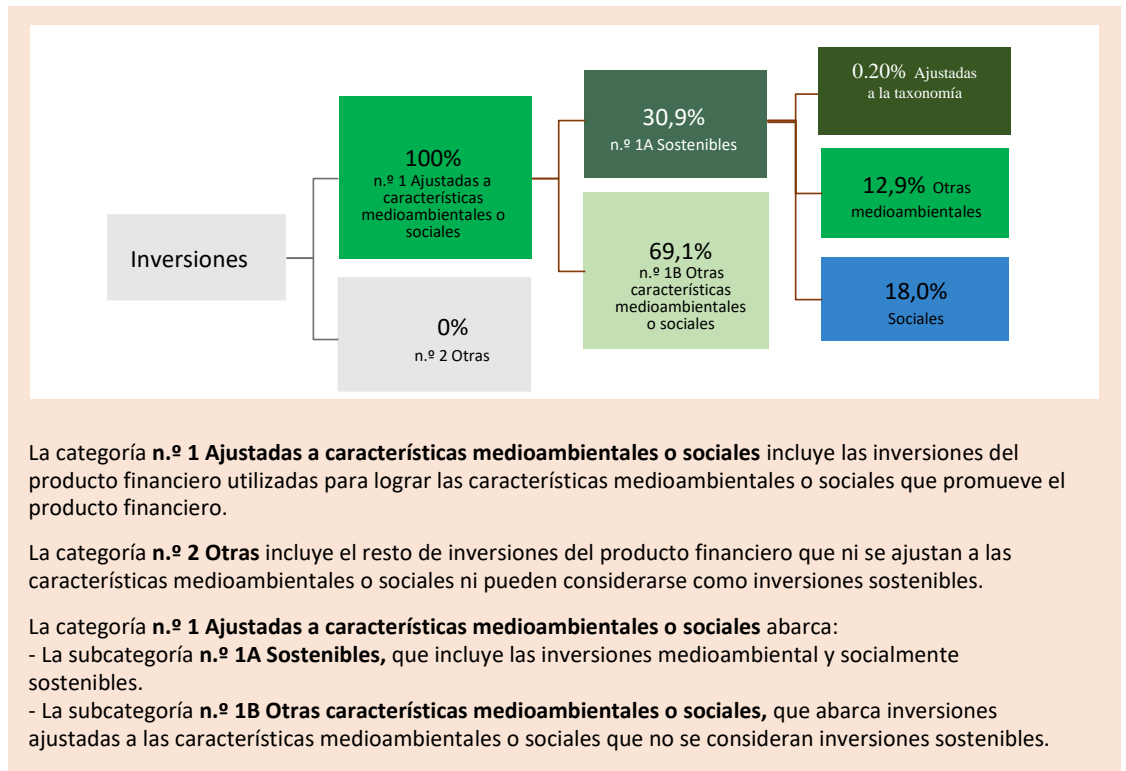 Inversiones
100%
n.º 1 Ajustadas a
características
medioambientales o
sociales
0%
n.º 2 Otras
30,9%
n.º 1A Sostenibles
69,1%
n.º 1B Otras
características
medioambientales
o sociales
0.20% Ajustadas
a la taxonomía
12,9% Otras
medioambientales
18,0%
Sociales
La categoría n.º 1 Ajustadas a características medioambientales o sociales incluye las inversiones del
producto financiero utilizadas para lograr las características medioambientales o sociales que promueve el
producto financiero.
La categoría n.º 2 Otras incluye el resto de inversiones del producto financiero que ni se ajustan a las
características medioambientales o sociales ni pueden considerarse como inversiones sostenibles.
La categoría n.º 1 Ajustadas a características medioambientales o sociales abarca:
- La subcategoría n.º 1A Sostenibles, que incluye las inversiones medioambiental y socialmente
sostenibles.
- La subcategoría n.º 1B Otras características medioambientales o sociales, que abarca inversiones
ajustadas a las características medioambientales o sociales que no se consideran inversiones sostenibles.